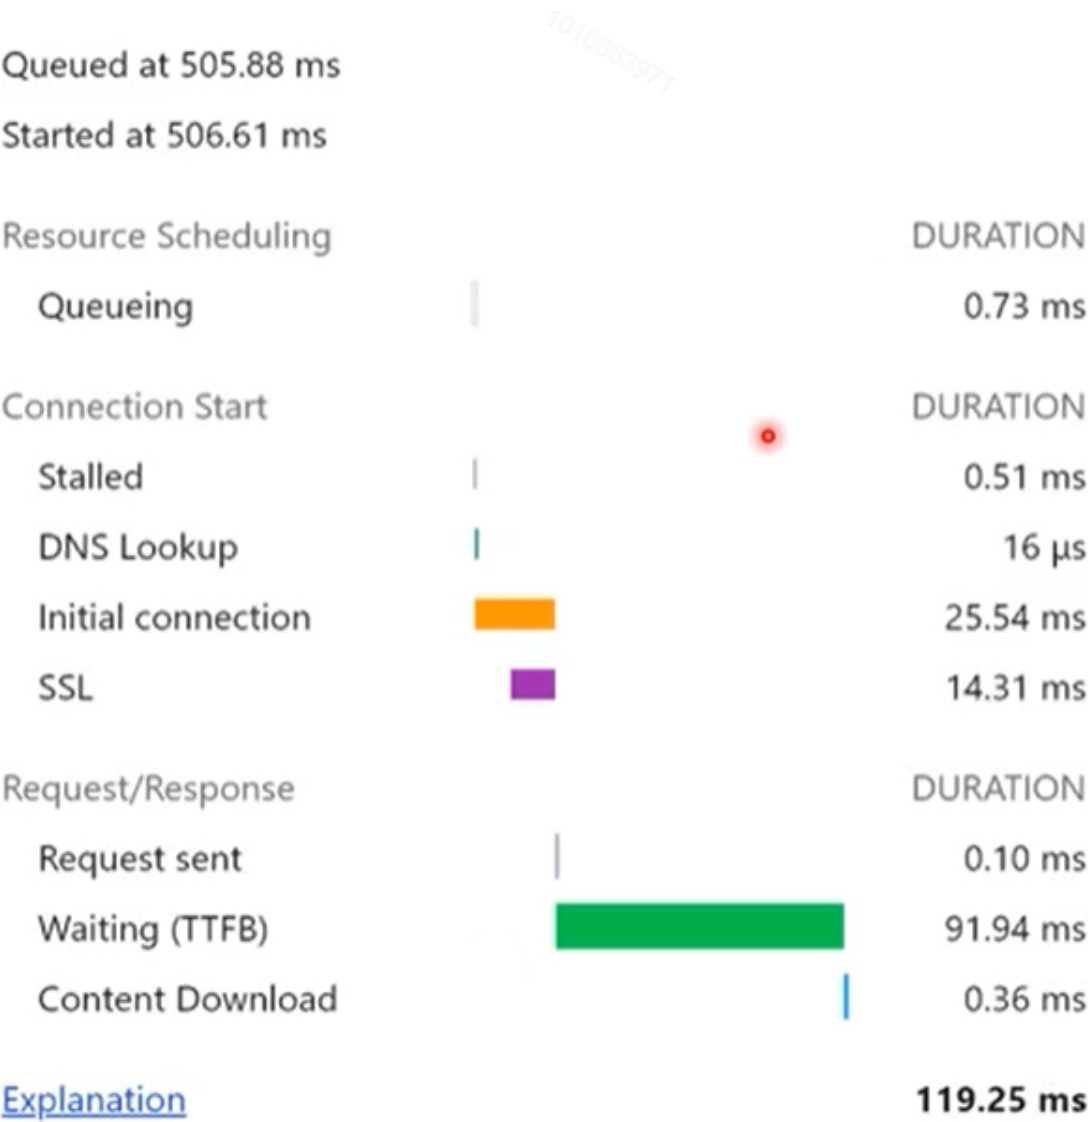 1018663971
Queued at 505.88 ms
Started at 506.61 ms
Resource Scheduling DURATION
Queueing 0.73 ms
Connection Start DURATION
Stalled 0.51 ms
DNS Lookup 16 μs
Initial connection 25.54 ms
SSL 14.31 ms
Request/Response DURATION
Request sent 0.10 ms
Waiting (TTFB) 91.94 ms
Content Download 0.36 ms
Explanation 119.25 ms